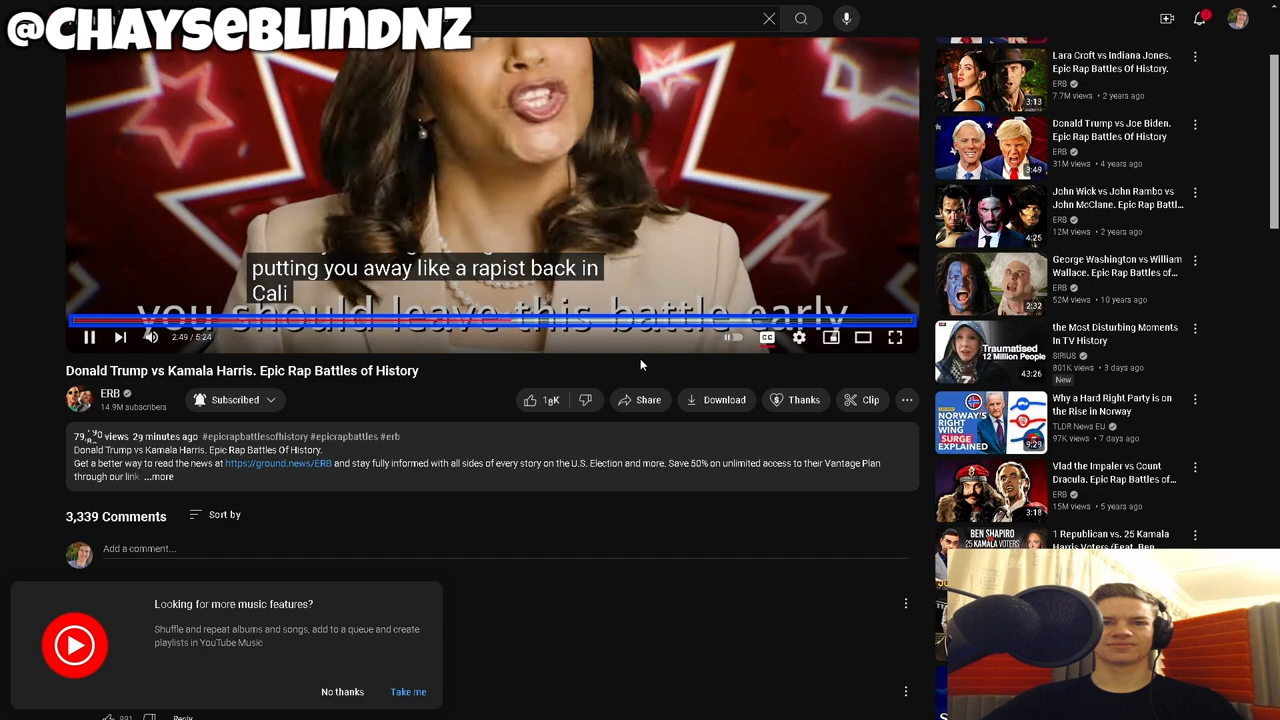 @CHAYSEBLINDNZ
putting you away like a rapist back in
Cali
you should leave this battle early
2:49 / 5:24
CC
Donald Trump vs Kamala Harris. Epic Rap Battles of History
ERB
14.9M subscribers
Subscribed
18K
Share
Download
Thanks
Clip
views 29 minutes ago #epicrapbattlesofhistory #epicrapbattles #erb
Donald Trump vs Kamala Harris. Epic Rap Battles Of History.
Get a better way to read the news at https://ground.news/ERB and stay fully informed with all sides of every story on the U.S. Election and more. Save 50% on unlimited access to their Vantage Plan
through our link. ...more
3,339 Comments
Sort by
Add a comment...
Looking for more music features?
Shuffle and repeat albums and songs, add to a queue and create
playlists in YouTube Music
No thanks
Take me
991
Reply
Lara Croft vs Indiana Jones.
Epic Rap Battles Of History.
ERB
7.7M views • 2 years ago
3:13
Donald Trump vs Joe Biden.
Epic Rap Battles Of History
ERB
31M views • 4 years ago
3:49
John Wick vs John Rambo vs
John McClane. Epic Rap Battl...
ERB
12M views • 2 years ago
4:25
George Washington vs William
Wallace. Epic Rap Battles of...
ERB
52M views • 10 years ago
2:32
the Most Disturbing Moments
In TV History
SIRIUS
801K views • 3 days ago
New
Traumatised
12 Million People
43:26
Why a Hard Right Party is on
the Rise in Norway
TLDR News EU
97K views • 7 days ago
NORWAY'S
RIGHT
WING
SURGE
EXPLAINED
9:29
Vlad the Impaler vs Count
Dracula. Epic Rap Battles of...
ERB
15M views • 5 years ago
3:18
1 Republican vs. 25 Kamala
Harris Voters (Feat. Ben
BEN SHAPIRO
25 KAMALA VOTERS